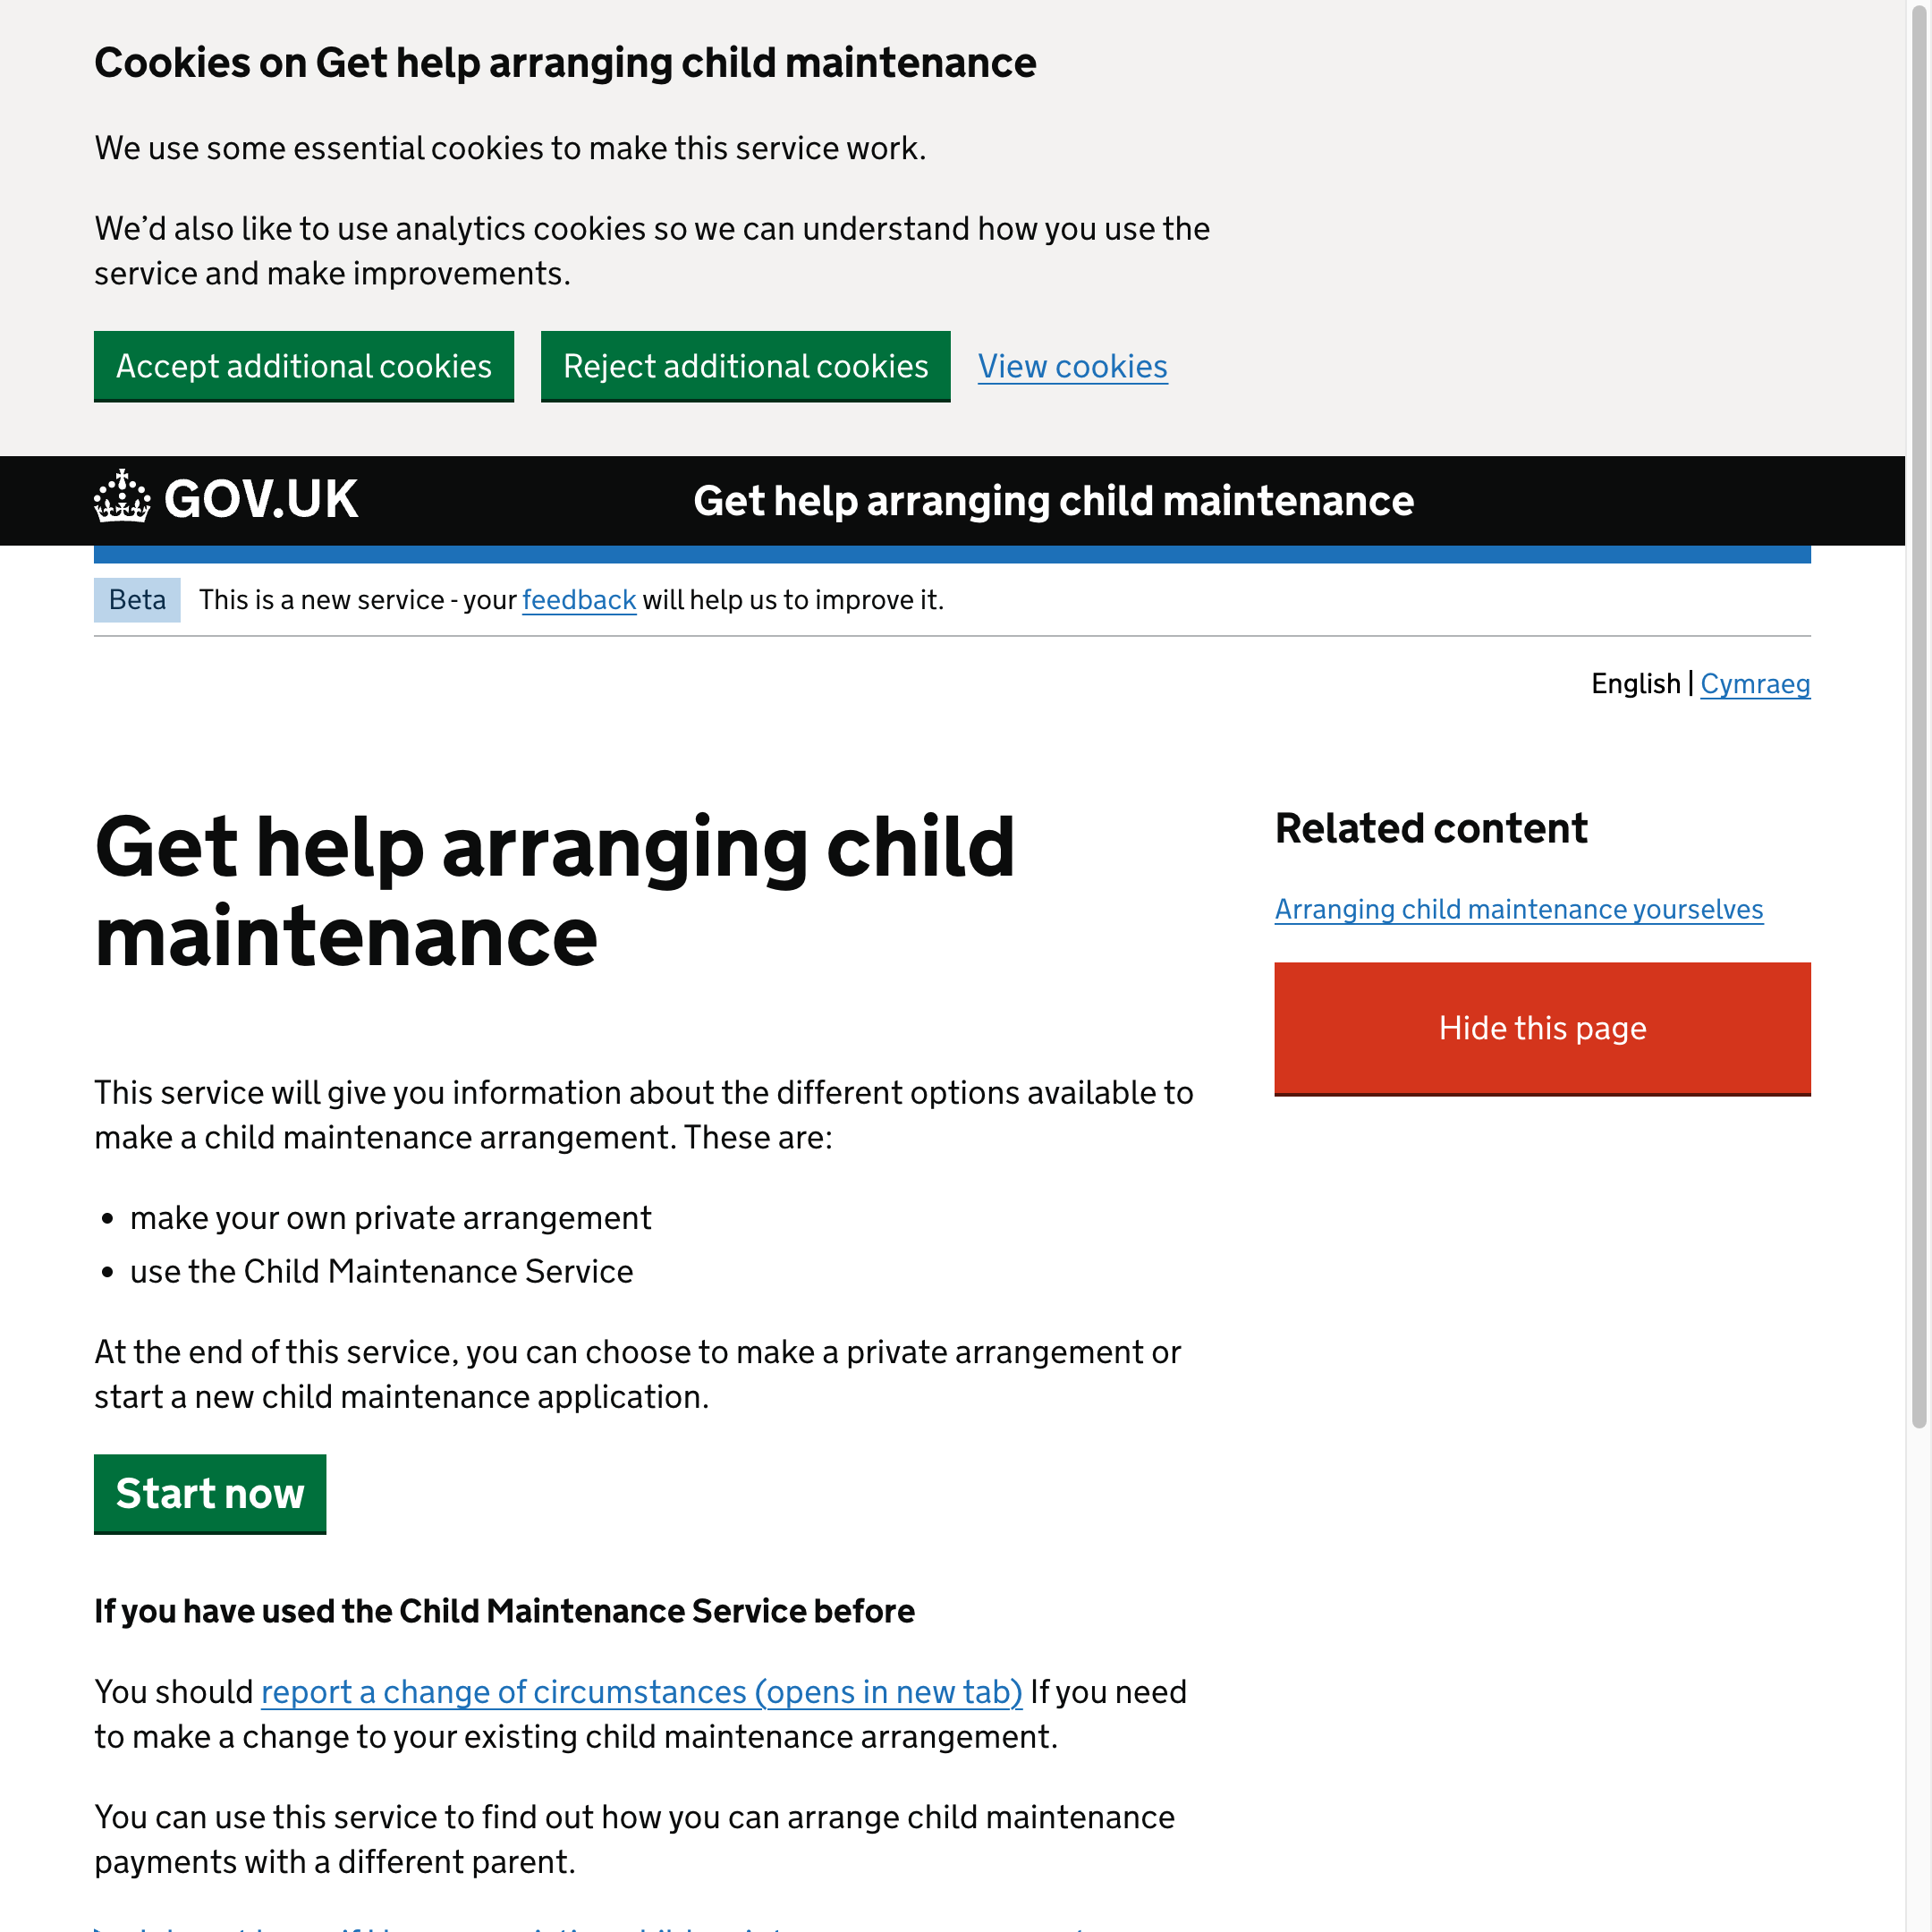 Cookies on Get help arranging child maintenance
We use some essential cookies to make this service work.
We’d also like to use analytics cookies so we can understand how you use the
service and make improvements.
Accept additional cookies
Reject additional cookies
View cookies
GOV.UK
Get help arranging child maintenance
Beta
This is a new service - your feedback will help us to improve it.
English | Cymraeg
Get help arranging child
maintenance
This service will give you information about the different options available to
make a child maintenance arrangement. These are:
• make your own private arrangement
• use the Child Maintenance Service
At the end of this service, you can choose to make a private arrangement or
start a new child maintenance application.
Start now
If you have used the Child Maintenance Service before
You should report a change of circumstances (opens in new tab) If you need
to make a change to your existing child maintenance arrangement.
You can use this service to find out how you can arrange child maintenance
payments with a different parent.
Related content
Arranging child maintenance yourselves
Hide this page